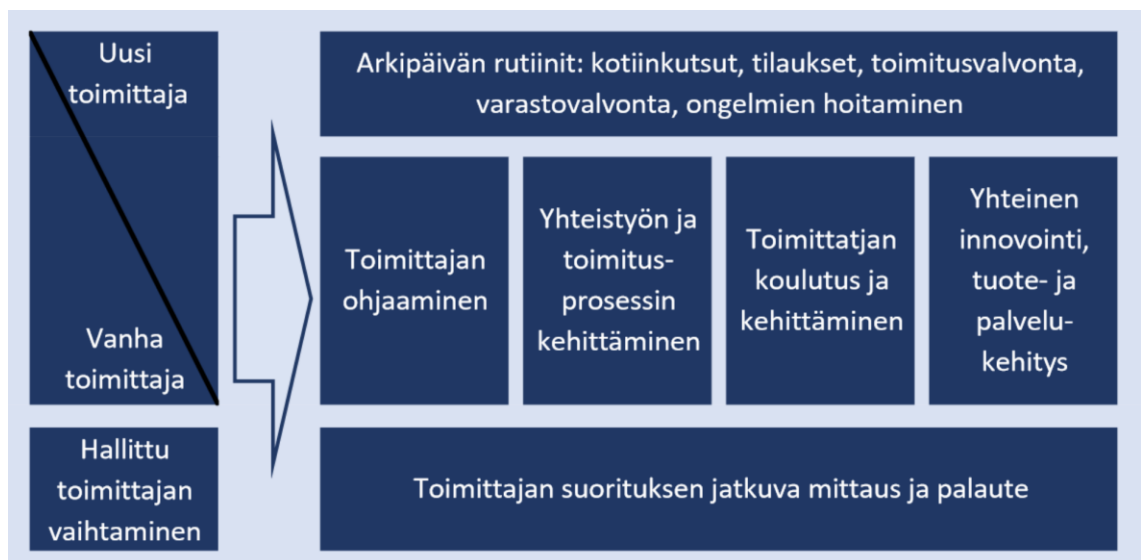 Uusi
toimittaja
Vanha
toimittaja
Hallittu
toimittajan
vaihtaminen
Arkipäivän rutiinit: kotiinkutsut, tilaukset, toimitusvalvonta,
varastovalvonta, ongelmien hoitaminen
Toimittajan
ohjaaminen
Yhteistyön ja
toimitus-
prosessin
kehittäminen
Toimittatjan
koulutus ja
kehittäminen
Yhteinen
innovointi,
tuote- ja
palvelu-
kehitys
Toimittajan suorituksen jatkuva mittaus ja palaute